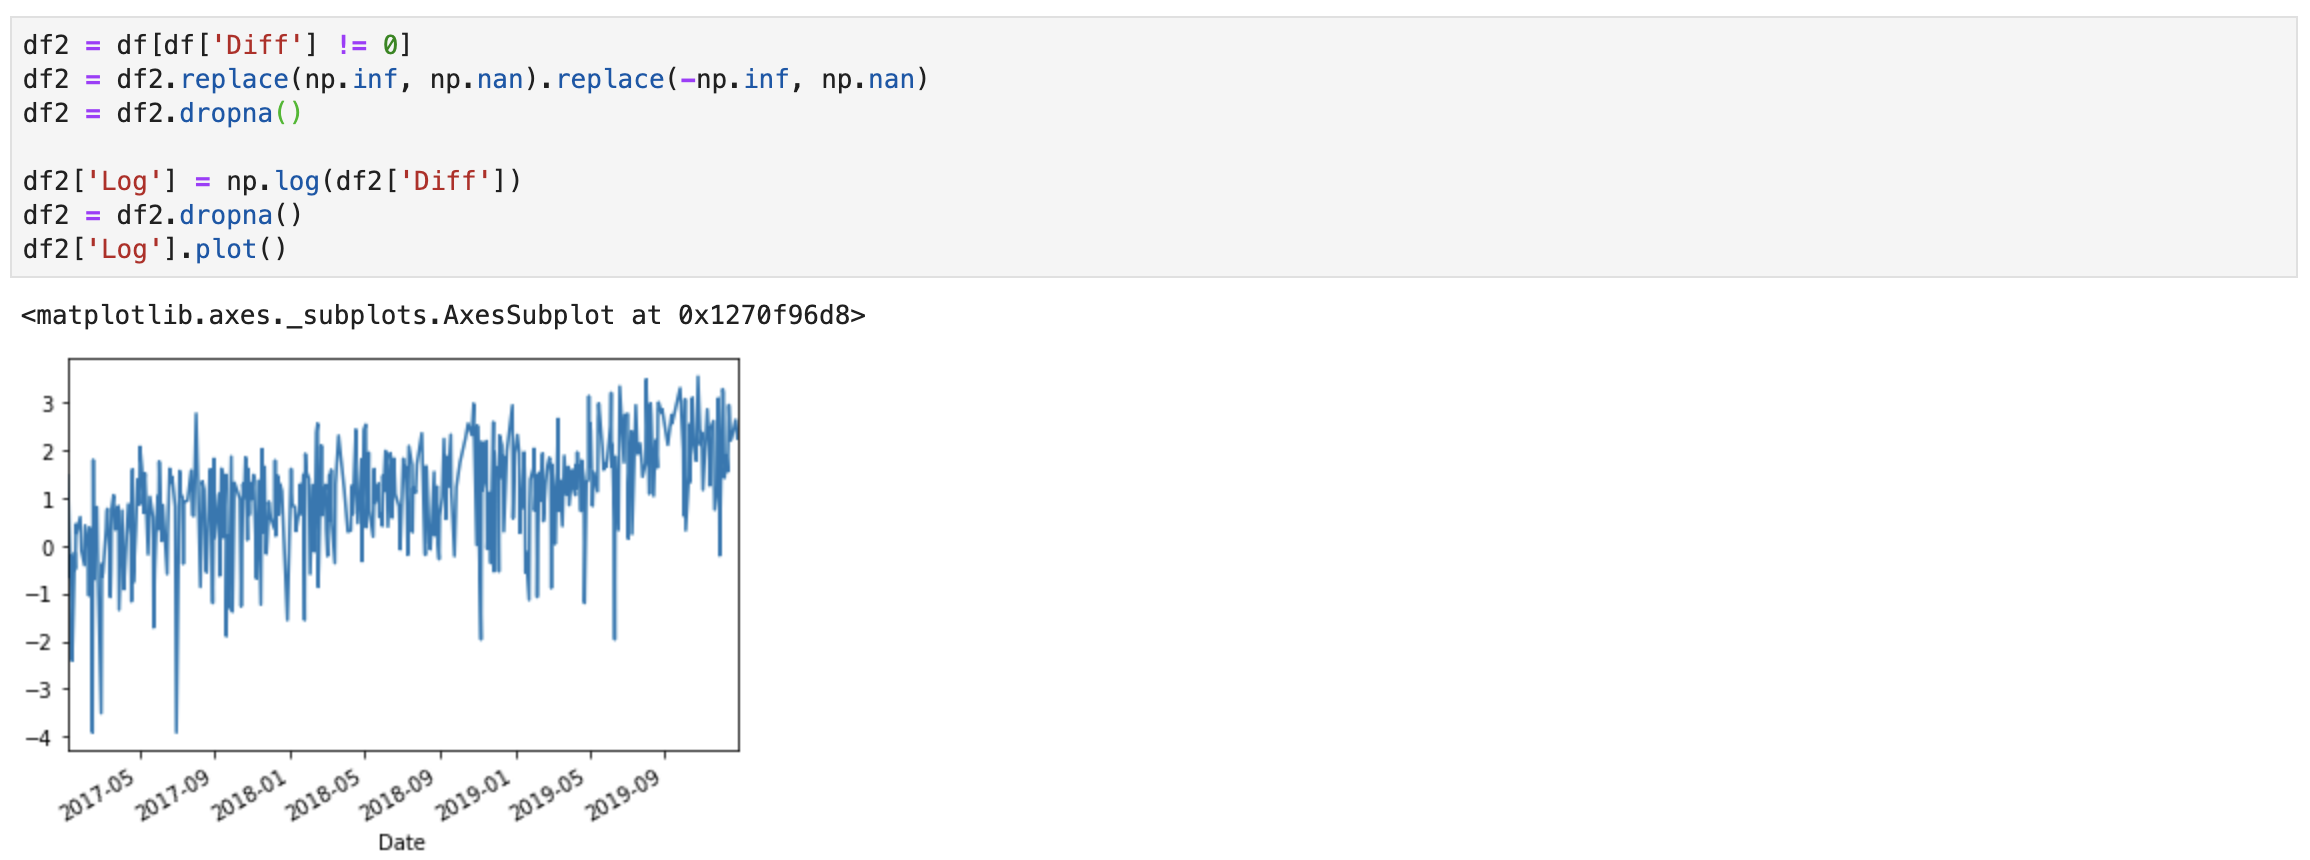 df2 = df[df['Diff'] != 0]
df2 = df2.replace(np.inf, np.nan).replace(-np.inf, np.nan)
df2 = df2.dropna()
df2['Log'] = np.log(df2['Diff'])
df2 = df2.dropna()
df2['Log'].plot()
<matplotlib.axes._subplots.AxesSubplot at 0x1270f96d8>
3
2
1
0
−1
−2
−3
−4
2017-05 2017-09 2018-01 2018-05 2018-09 2019-01 2019-05 2019-09
Date